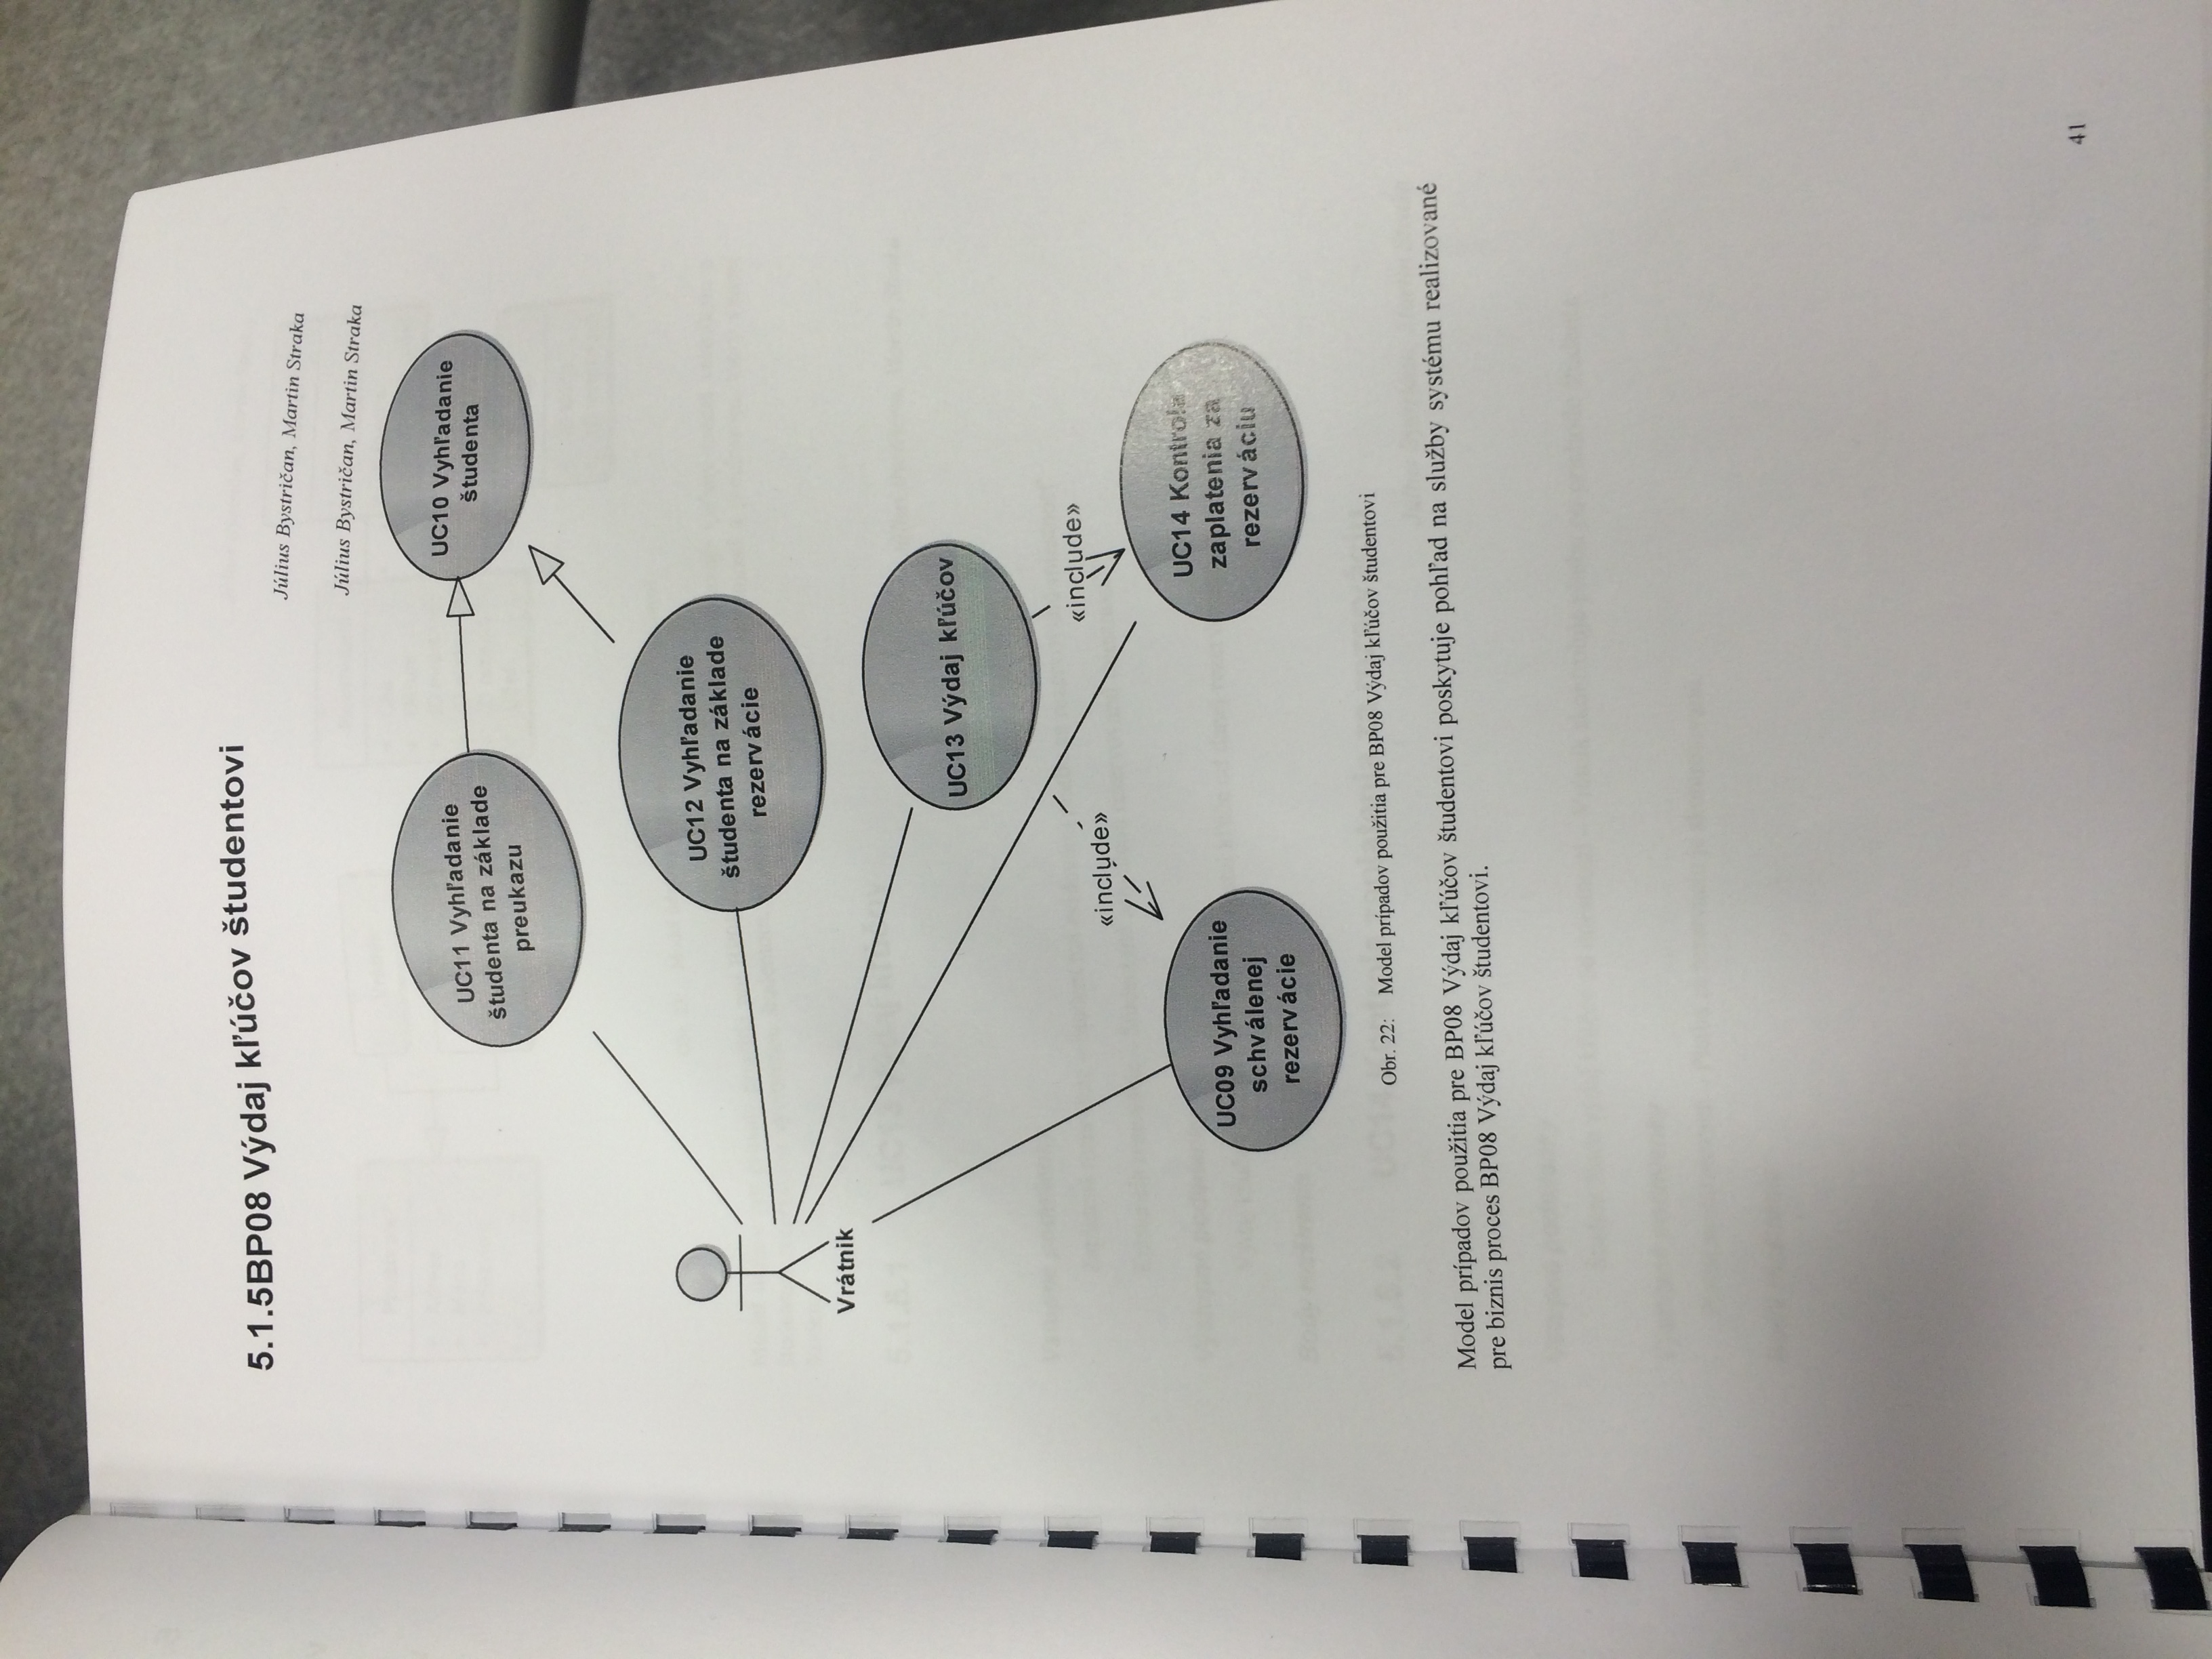 5.1.5BP08 Výdaj kľúčov študentovi
Július Bystričan, Martin Straka
Július Bystričan, Martin Straka
UC11 Vyhľadanie
študenta na základe
preukazu
UC10 Vyhľadanie
študenta
UC12 Vyhľadanie
študenta na základe
rezervácie
Vrátnik
UC13 Výdaj kľúčov
«include»
«include»
UC09 Vyhľadanie
schválenej
rezervácie
UC14 Kontrola
zaplatenia za
rezerváciu
Obr. 22: Model prípadov použitia pre BP08 Výdaj kľúčov študentovi
Model prípadov použitia pre BP08 Výdaj kľúčov študentovi poskytuje pohľad na služby systému realizované
pre biznis proces BP08 Výdaj kľúčov študentovi.
41